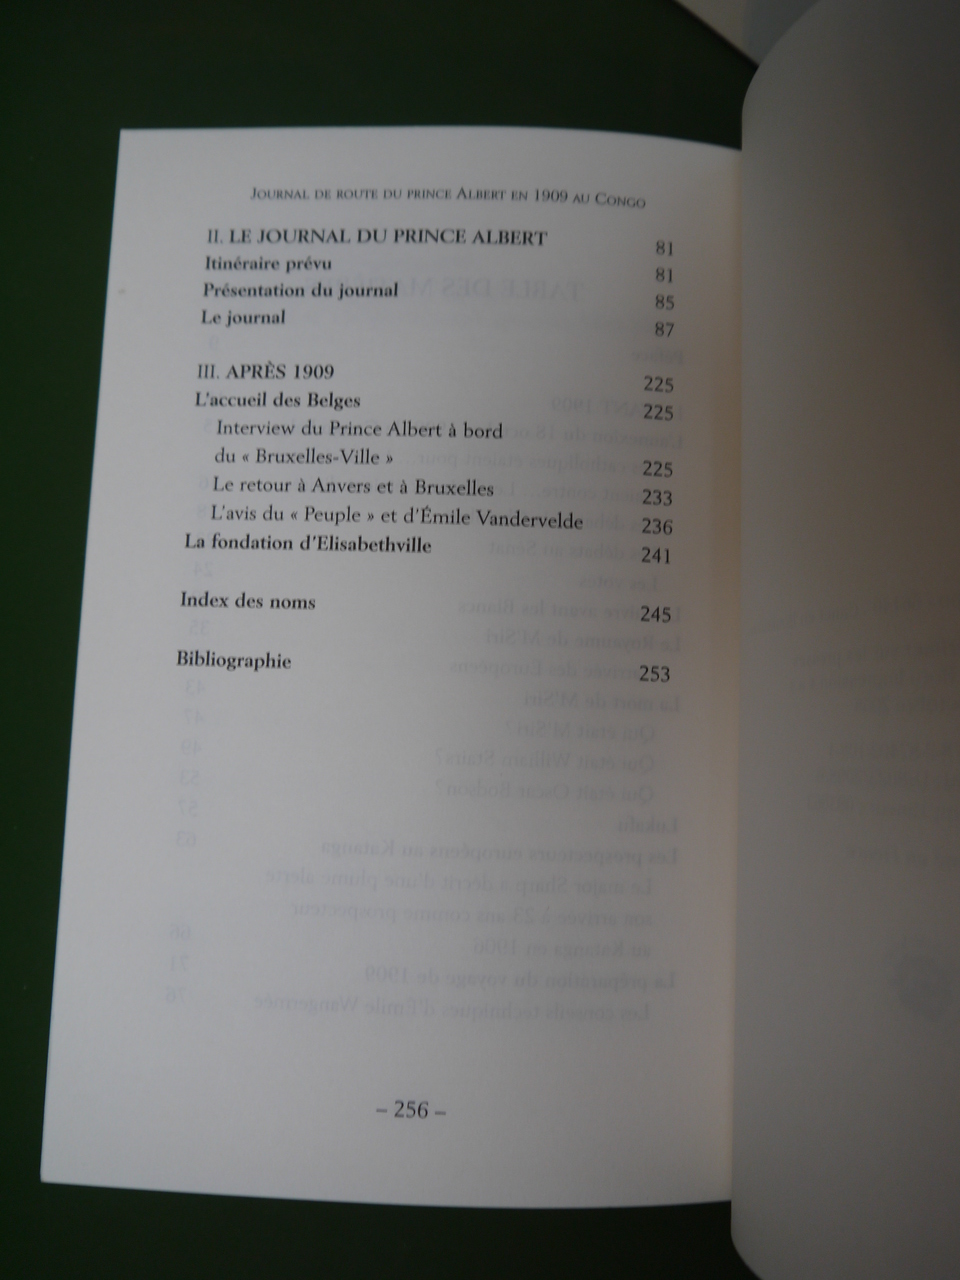 Journal de route du prince Albert en 1909 au Congo
II. LE JOURNAL DU PRINCE ALBERT 81
Itinéraire prévu 81
Présentation du journal 85
Le journal 87
III. APRÈS 1909 225
L'accueil des Belges 225
Interview du Prince Albert à bord
du « Bruxelles-Ville » 225
Le retour à Anvers et à Bruxelles 233
L'avis du « Peuple » et d'Émile Vandervelde 236
La fondation d'Elisabethville 241
Index des noms 245
Bibliographie 253
– 256 –